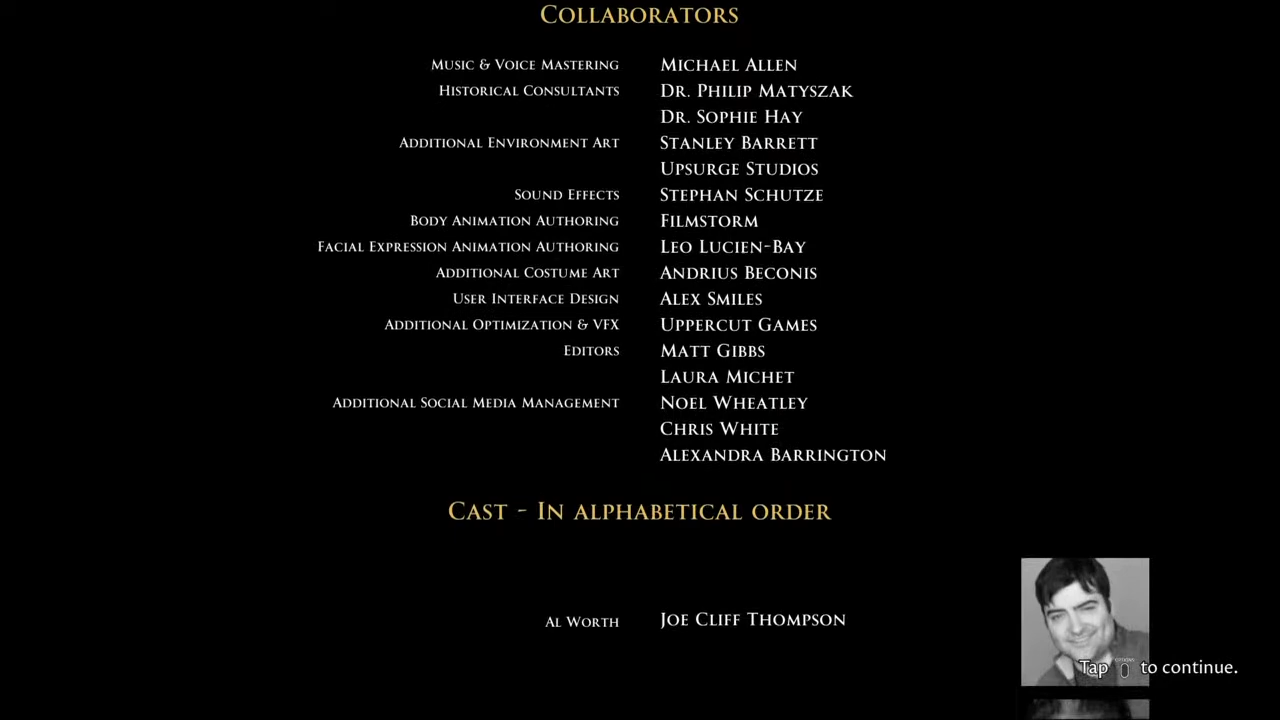 Collaborators
Music & Voice Mastering Michael Allen
Historical Consultants Dr. Philip Matyszak
Dr. Sophie Hay
Additional Environment Art Stanley Barrett
Upsurge Studios
Sound Effects Stephan Schutze
Body Animation Authoring Filmstorm
Facial Expression Animation Authoring Leo Lucien-Bay
Additional Costume Art Andrius Beconis
User Interface Design Alex Smiles
Additional Optimization & VFX Uppercut Games
Editors Matt Gibbs
Laura Michet
Additional Social Media Management Noel Wheatley
Chris White
Alexandra Barrington
Cast - In alphabetical order
Al Worth Joe Cliff Thompson
Tap OPTIONS to continue.